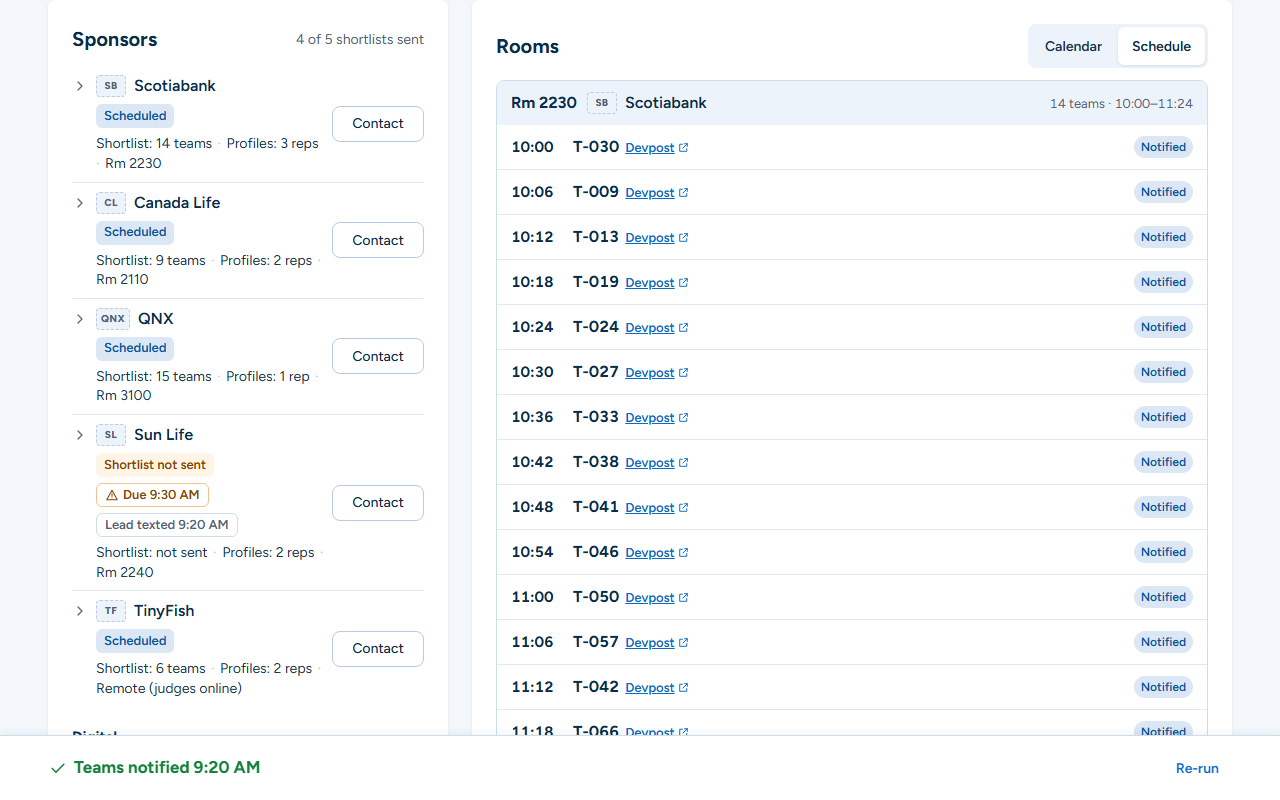 Sponsors
4 of 5 shortlists sent
SB Scotiabank
Scheduled
Shortlist: 14 teams · Profiles: 3 reps
· Rm 2230
Contact
CL Canada Life
Scheduled
Shortlist: 9 teams · Profiles: 2 reps ·
Rm 2110
Contact
QNX QNX
Scheduled
Shortlist: 15 teams · Profiles: 1 rep ·
Rm 3100
Contact
SL Sun Life
Shortlist not sent
Due 9:30 AM
Lead texted 9:20 AM
Shortlist: not sent · Profiles: 2 reps ·
Rm 2240
Contact
TF TinyFish
Scheduled
Shortlist: 6 teams · Profiles: 2 reps ·
Remote (judges online)
Contact
Digital
Rooms
Calendar Schedule
Rm 2230 SB Scotiabank 14 teams · 10:00–11:24
10:00 T-030 Devpost Notified
10:06 T-009 Devpost Notified
10:12 T-013 Devpost Notified
10:18 T-019 Devpost Notified
10:24 T-024 Devpost Notified
10:30 T-027 Devpost Notified
10:36 T-033 Devpost Notified
10:42 T-038 Devpost Notified
10:48 T-041 Devpost Notified
10:54 T-046 Devpost Notified
11:00 T-050 Devpost Notified
11:06 T-057 Devpost Notified
11:12 T-042 Devpost Notified
11:18 T-066 Devpost Notified
Teams notified 9:20 AM
Re-run